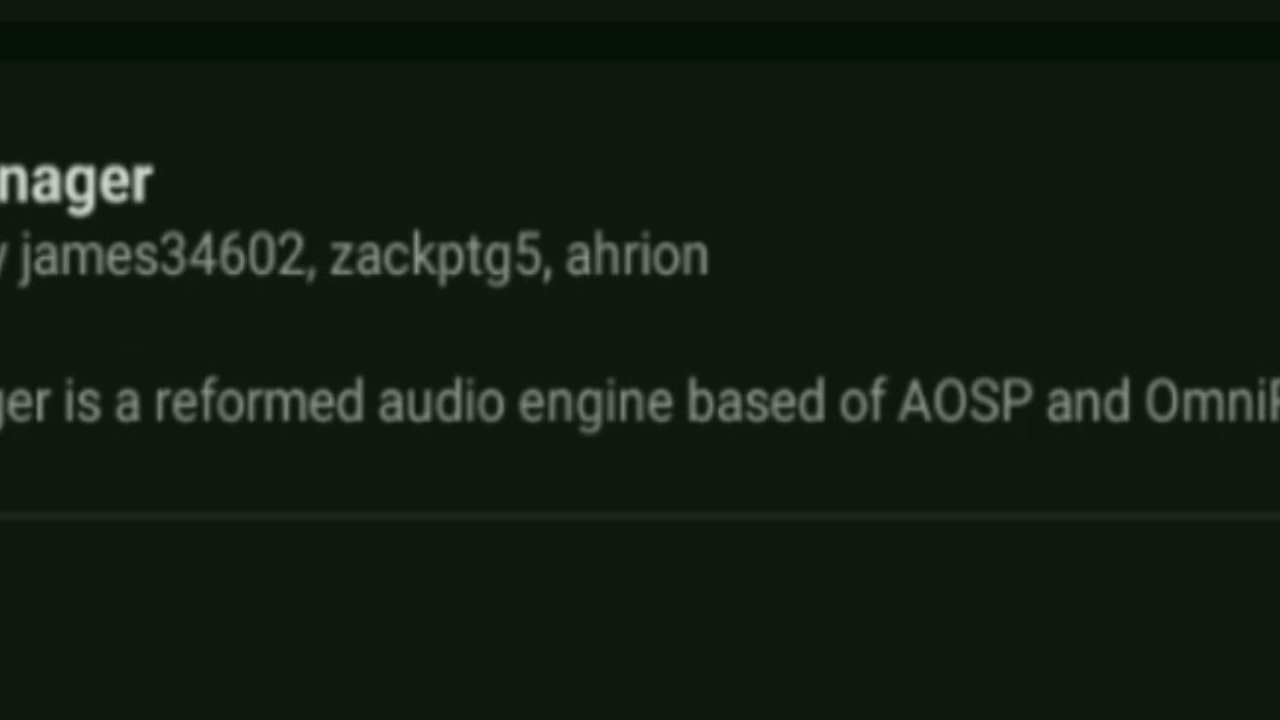 nager
y james34602, zackptg5, ahrion
ger is a reformed audio engine based of AOSP and Omni